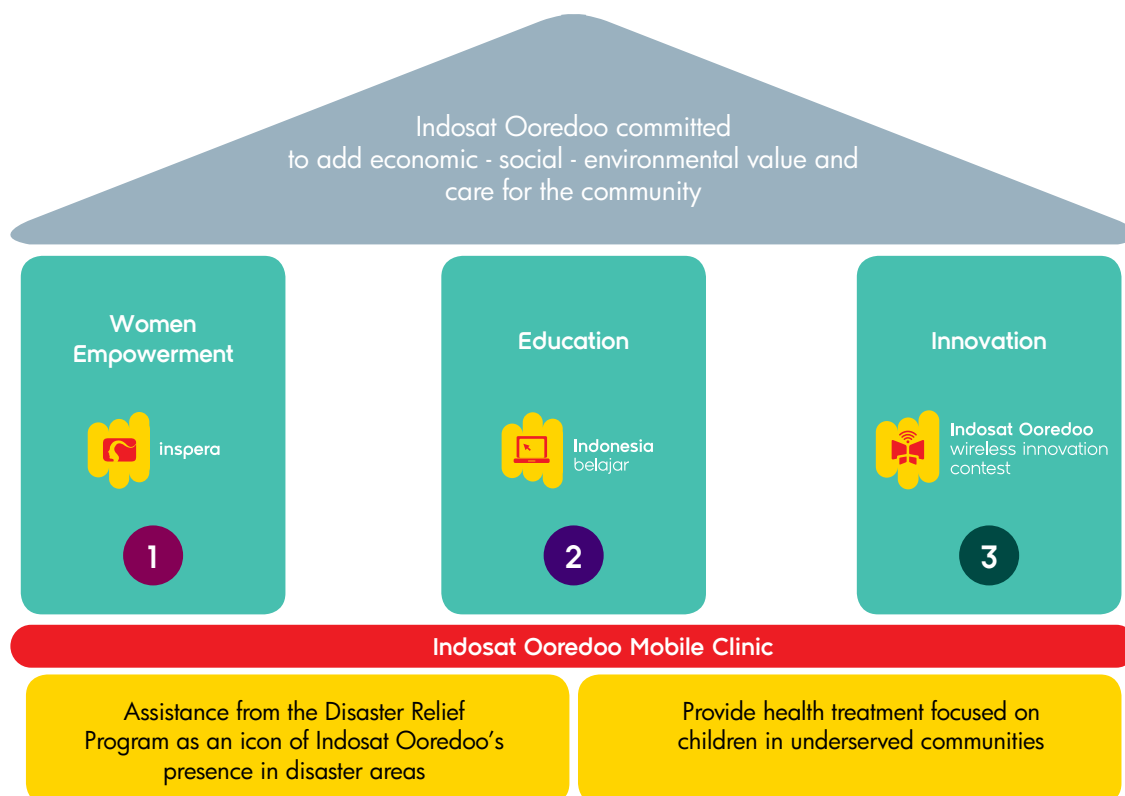 Indosat Ooredoo committed
to add economic - social - environmental value and
care for the community
Women
Empowerment
inspera
1
Education
Indonesia
belajar
2
Innovation
Indosat Ooredoo
wireless innovation
contest
3
Indosat Ooredoo Mobile Clinic
Assistance from the Disaster Relief
Program as an icon of Indosat Ooredoo's
presence in disaster areas
Provide health treatment focused on
children in underserved communities